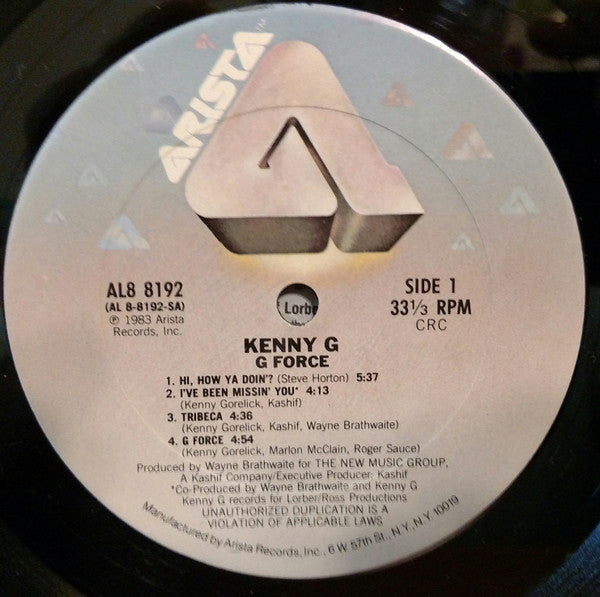 ARISTA™
AL8 8192
(AL 8-8192-SA)
℗ 1983 Arista
Records, Inc.
SIDE 1
33⅓ RPM
CRC
Lorbe
KENNY G
G FORCE
1. HI, HOW YA DOIN'? (Steve Horton) 5:37
2. I'VE BEEN MISSIN' YOU* 4:13
(Kenny Gorelick, Kashif)
3. TRIBECA 4:36
(Kenny Gorelick, Kashif, Wayne Brathwaite)
4. G FORCE 4:54
(Kenny Gorelick, Marlon McClain, Roger Sauce)
Produced by Wayne Brathwaite for THE NEW MUSIC GROUP,
A Kashif Company/Executive Producer: Kashif
*Co-Produced by Wayne Brathwaite and Kenny G
Kenny G records for Lorber/Ross Productions
UNAUTHORIZED DUPLICATION IS A
VIOLATION OF APPLICABLE LAWS
Manufactured by Arista Records, Inc., 6 W. 57th St., N.Y., N.Y. 10019